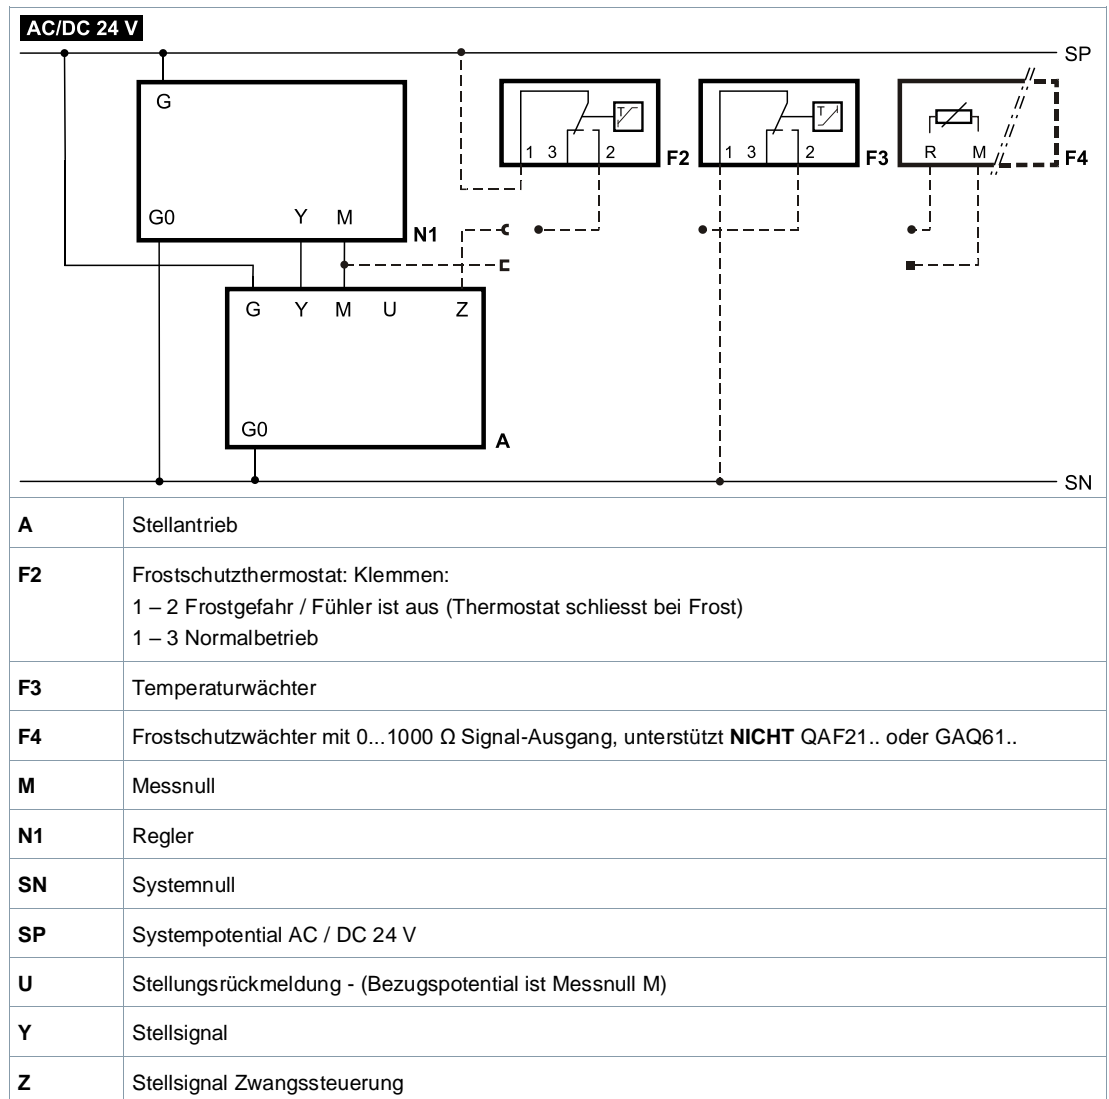 AC/DC 24 V
SP
G
T
T
1 3 2
F2
1 3 2
F3
R M
F4
G0 Y M
N1
G Y M U Z
G0
A
SN
A Stellantrieb
F2 Frostschutzthermostat: Klemmen:
1 – 2 Frostgefahr / Fühler ist aus (Thermostat schliesst bei Frost)
1 – 3 Normalbetrieb
F3 Temperaturwächter
F4 Frostschutzwächter mit 0...1000 Ω Signal-Ausgang, unterstützt NICHT QAF21.. oder GAQ61..
M Messnull
N1 Regler
SN Systemnull
SP Systempotential AC / DC 24 V
U Stellungsrückmeldung - (Bezugspotential ist Messnull M)
Y Stellsignal
Z Stellsignal Zwangssteuerung